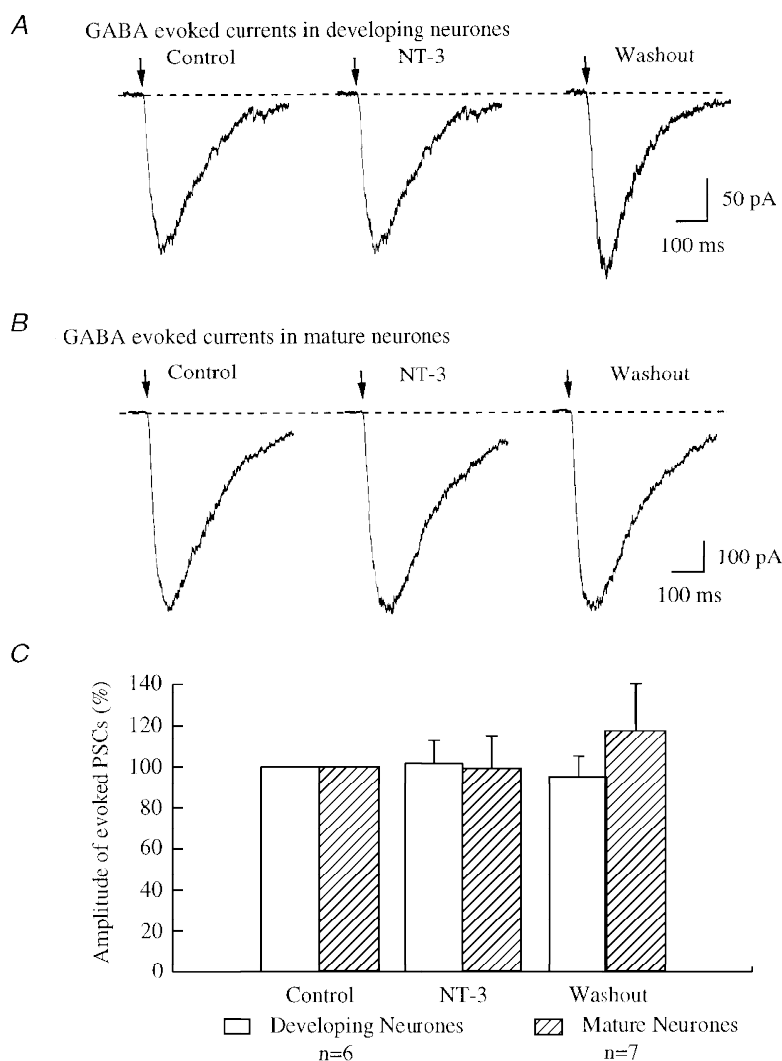 A
GABA evoked currents in developing neurones
Control NT-3 Washout
50 pA
100 ms
B
GABA evoked currents in mature neurones
Control NT-3 Washout
100 pA
100 ms
C
Amplitude of evoked PSCs (%)
140
120
100
80
60
40
20
0
Control NT-3 Washout
Developing Neurones Mature Neurones
n=6 n=7